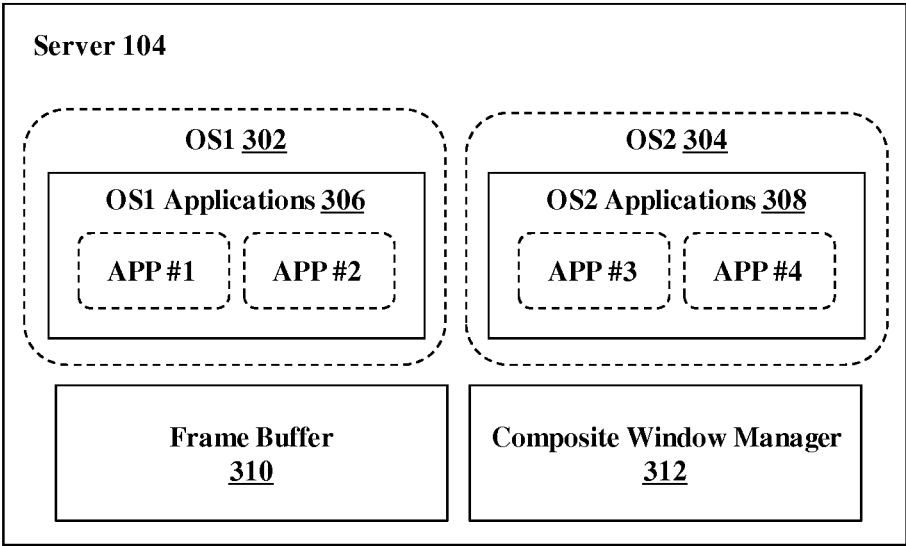 Server 104
OS1 302
OS1 Applications 306
APP #1
APP #2
OS2 304
OS2 Applications 308
APP #3
APP #4
Frame Buffer
310
Composite Window Manager
312